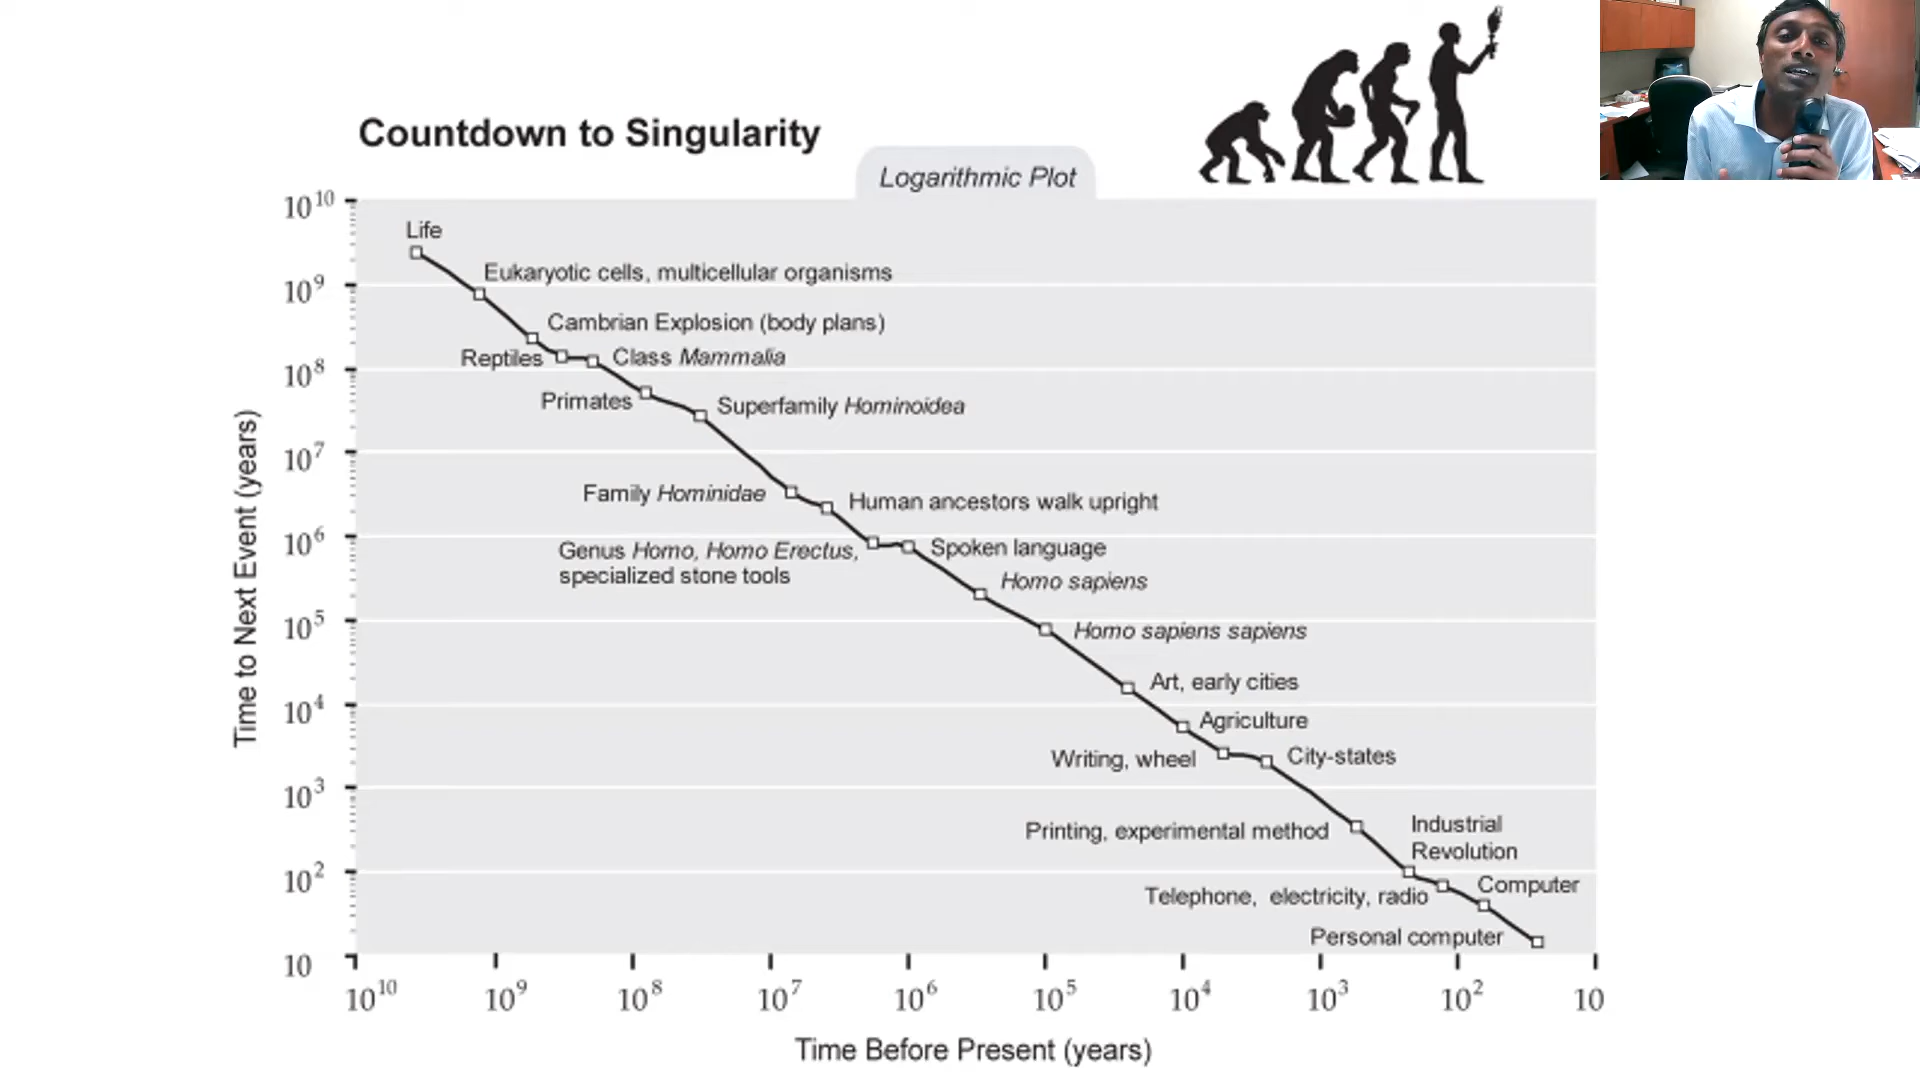 Countdown to Singularity
Logarithmic Plot
Time to Next Event (years)
10^10
10^9
10^8
10^7
10^6
10^5
10^4
10^3
10^2
10
Life
Eukaryotic cells, multicellular organisms
Cambrian Explosion (body plans)
Reptiles
Class Mammalia
Primates
Superfamily Hominoidea
Family Hominidae
Human ancestors walk upright
Genus Homo, Homo Erectus,
specialized stone tools
Spoken language
Homo sapiens
Homo sapiens sapiens
Art, early cities
Agriculture
Writing, wheel
City-states
Printing, experimental method
Industrial
Revolution
Telephone, electricity, radio
Computer
Personal computer
10^10 10^9 10^8 10^7 10^6 10^5 10^4 10^3 10^2 10
Time Before Present (years)